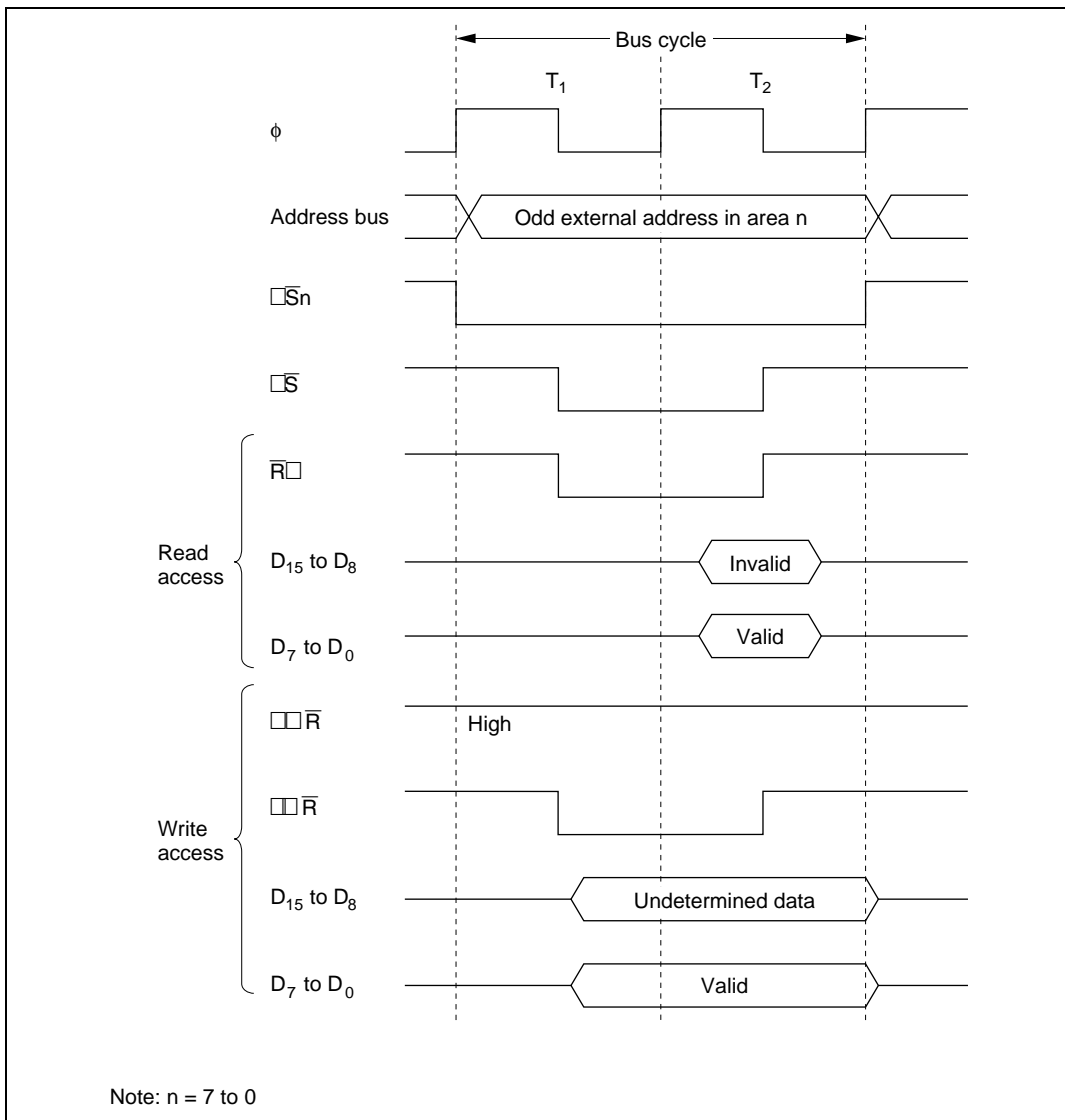 Bus cycle
T1 T2
φ
Address bus Odd external address in area n
□S̅n
□S̅
R̅□
Read access
D15 to D8 Invalid
D7 to D0 Valid
□□R̅ High
□□R̅
Write access
D15 to D8 Undetermined data
D7 to D0 Valid
Note: n = 7 to 0